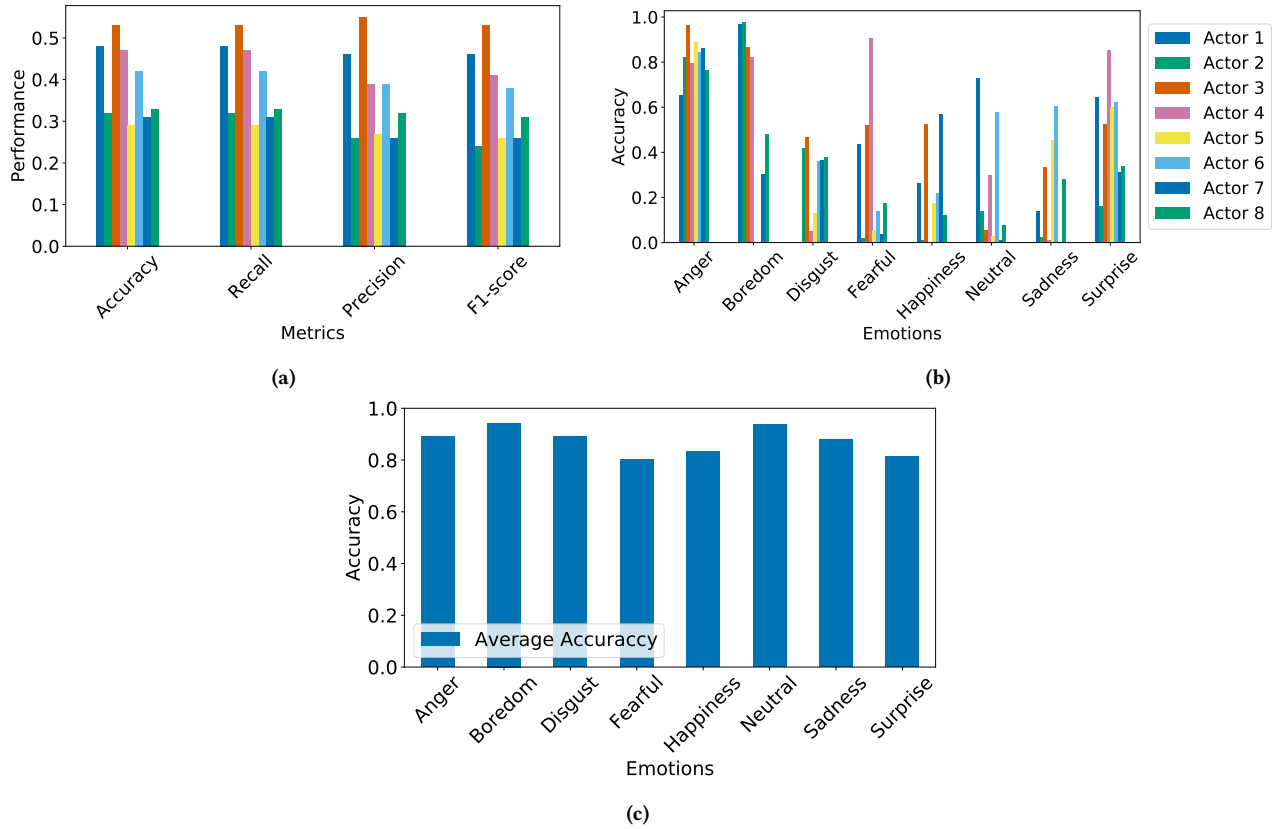 0.5
0.4
0.3
0.2
0.1
0.0
Performance
Accuracy
Recall
Precision
F1-score
Metrics
(a)
1.0
0.8
0.6
0.4
0.2
0.0
Accuracy
Anger
Boredom
Disgust
Fearful
Happiness
Neutral
Sadness
Surprise
Emotions
Actor 1
Actor 2
Actor 3
Actor 4
Actor 5
Actor 6
Actor 7
Actor 8
(b)
1.0
0.8
0.6
0.4
0.2
0.0
Accuracy
Average Accuraccy
Anger
Boredom
Disgust
Fearful
Happiness
Neutral
Sadness
Surprise
Emotions
(c)